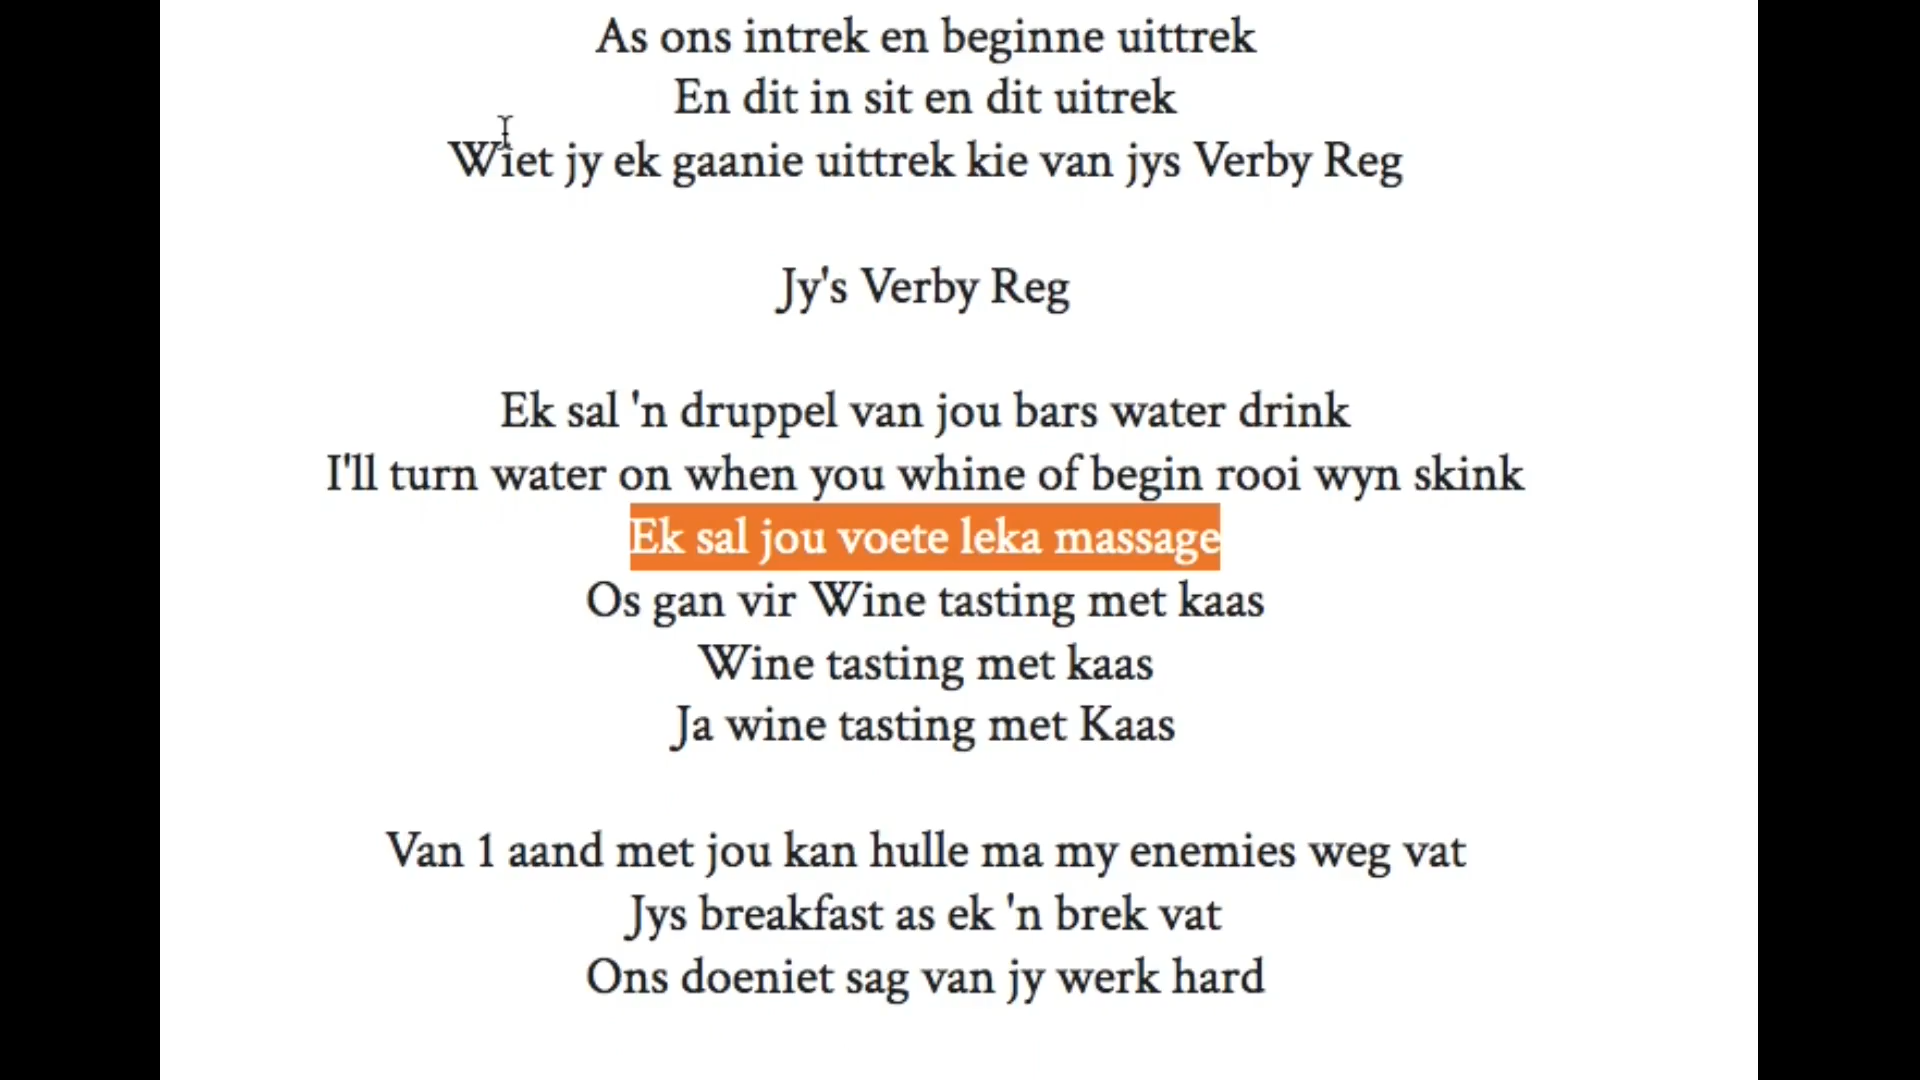 As ons intrek en beginne uittrek
En dit in sit en dit uitrek
Wiet jy ek gaanie uittrek kie van jys Verby Reg
Jy's Verby Reg
Ek sal 'n druppel van jou bars water drink
I'll turn water on when you whine of begin rooi wyn skink
Ek sal jou voete leka massage
Os gan vir Wine tasting met kaas
Wine tasting met kaas
Ja wine tasting met Kaas
Van 1 aand met jou kan hulle ma my enemies weg vat
Jys breakfast as ek 'n brek vat
Ons doeniet sag van jy werk hard